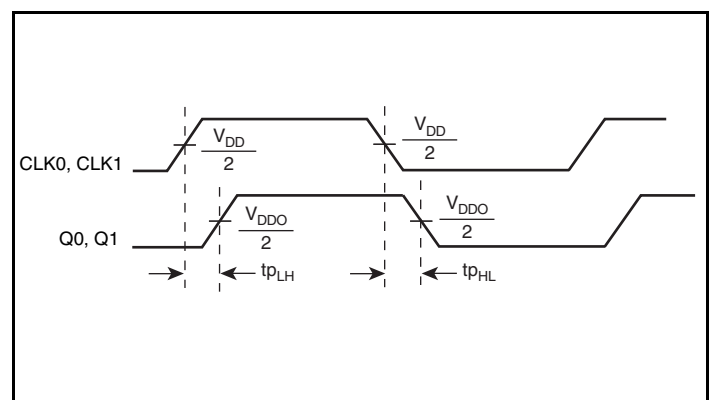 V_DD
2
V_DD
2
CLK0, CLK1
V_DDO
2
V_DDO
2
Q0, Q1
tp_LH
tp_HL